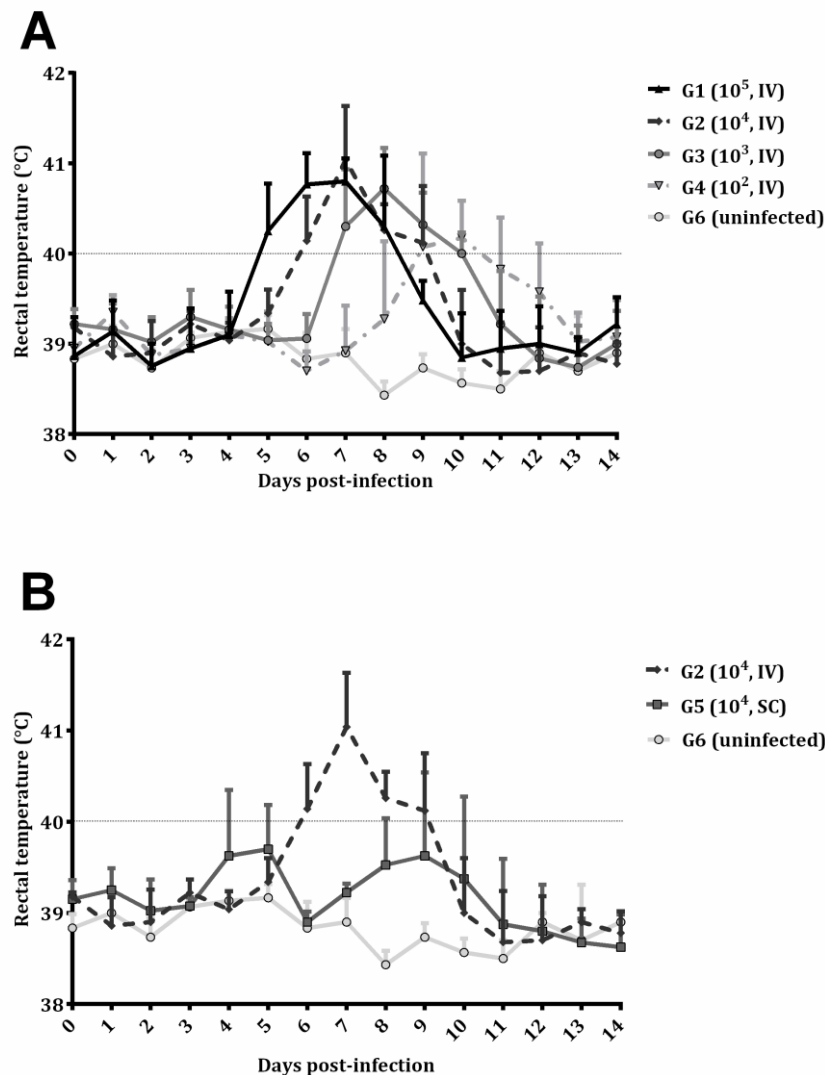 A
42
41
40
39
38
Rectal temperature (°C)
0 1 2 3 4 5 6 7 8 9 10 11 12 13 14
Days post-infection
G1 (10⁵, IV)
G2 (10⁴, IV)
G3 (10³, IV)
G4 (10², IV)
G6 (uninfected)
B
42
41
40
39
38
Rectal temperature (°C)
0 1 2 3 4 5 6 7 8 9 10 11 12 13 14
Days post-infection
G2 (10⁴, IV)
G5 (10⁴, SC)
G6 (uninfected)